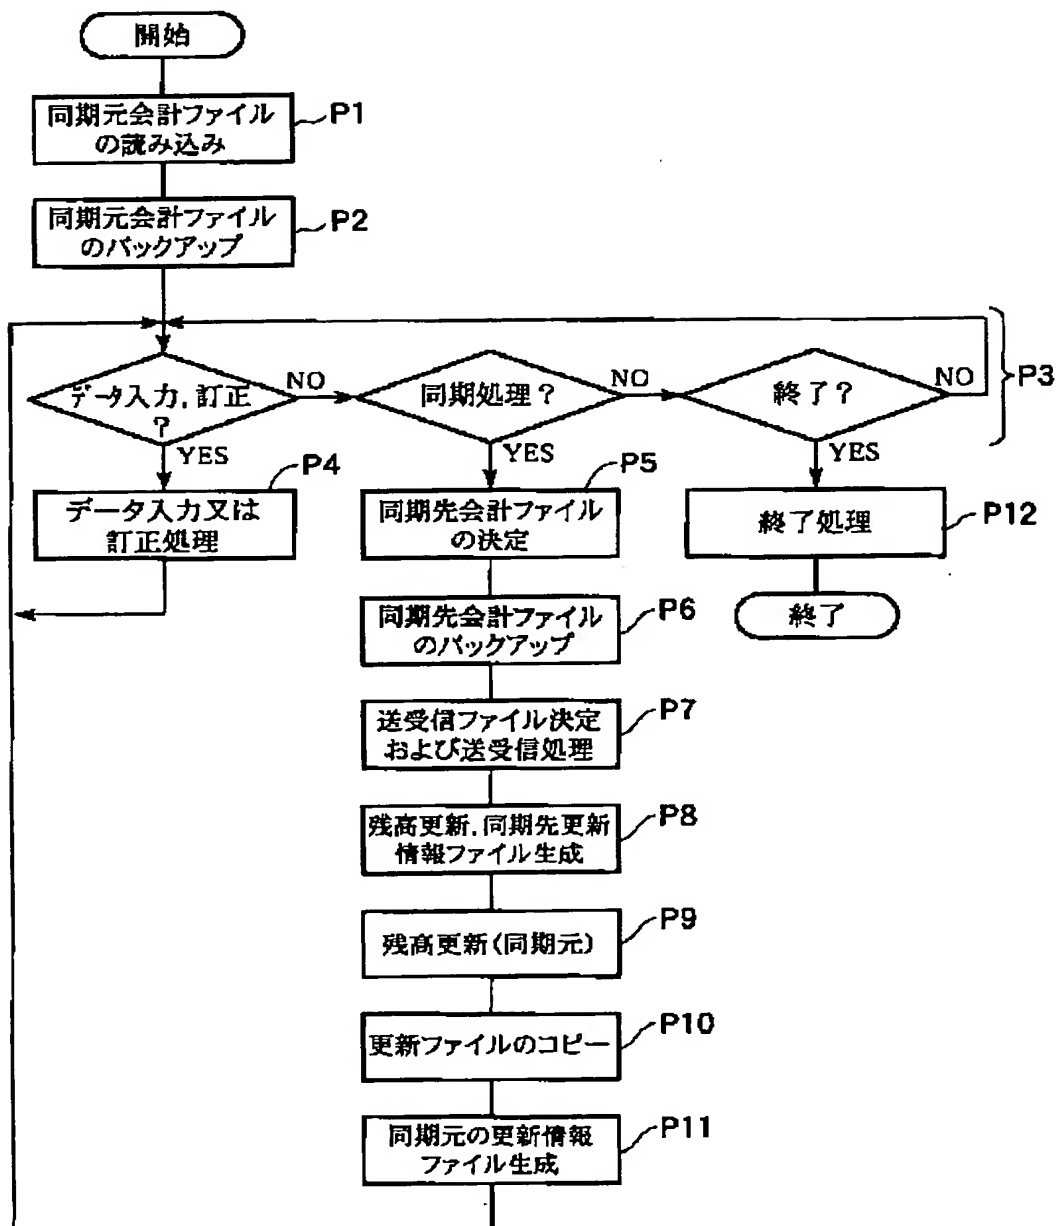 開始
同期元会計ファイル
の読み込み
P1
同期元会計ファイル
のバックアップ
P2
データ入力,訂正
?
NO
同期処理?
NO
終了?
NO
P3
YES
YES
YES
P4
データ入力又は
訂正処理
P5
同期先会計ファイル
の決定
終了処理
P12
終了
同期先会計ファイル
のバックアップ
P6
送受信ファイル決定
および送受信処理
P7
残高更新,同期先更新
情報ファイル生成
P8
残高更新(同期元)
P9
更新ファイルのコピー
P10
同期元の更新情報
ファイル生成
P11